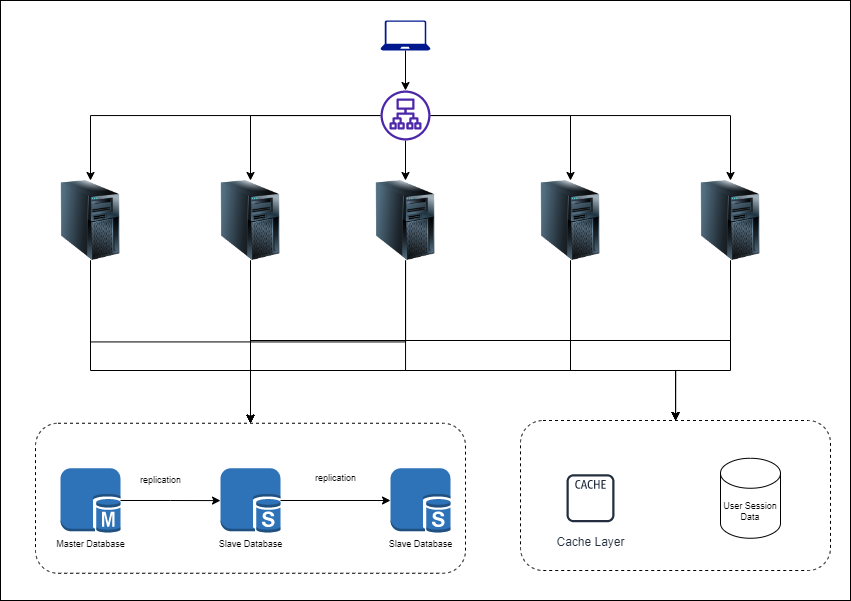 replication
replication
M
S
S
Master Database
Slave Database
Slave Database
CACHE
Cache Layer
User Session
Data